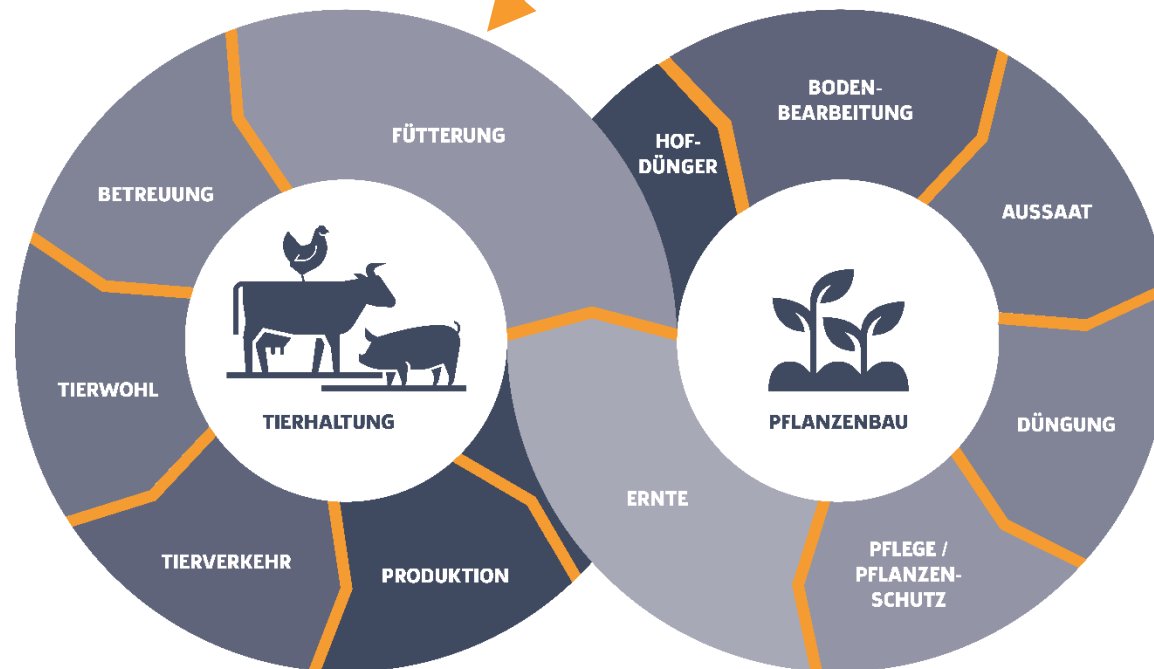 FÜTTERUNG
BETREUUNG
TIERWOHL
TIERVERKEHR
PRODUKTION
TIERHALTUNG
HOF-
DÜNGER
BODEN-
BEARBEITUNG
AUSSAAT
DÜNGUNG
PFLEGE /
PFLANZEN-
SCHUTZ
ERNTE
PFLANZENBAU